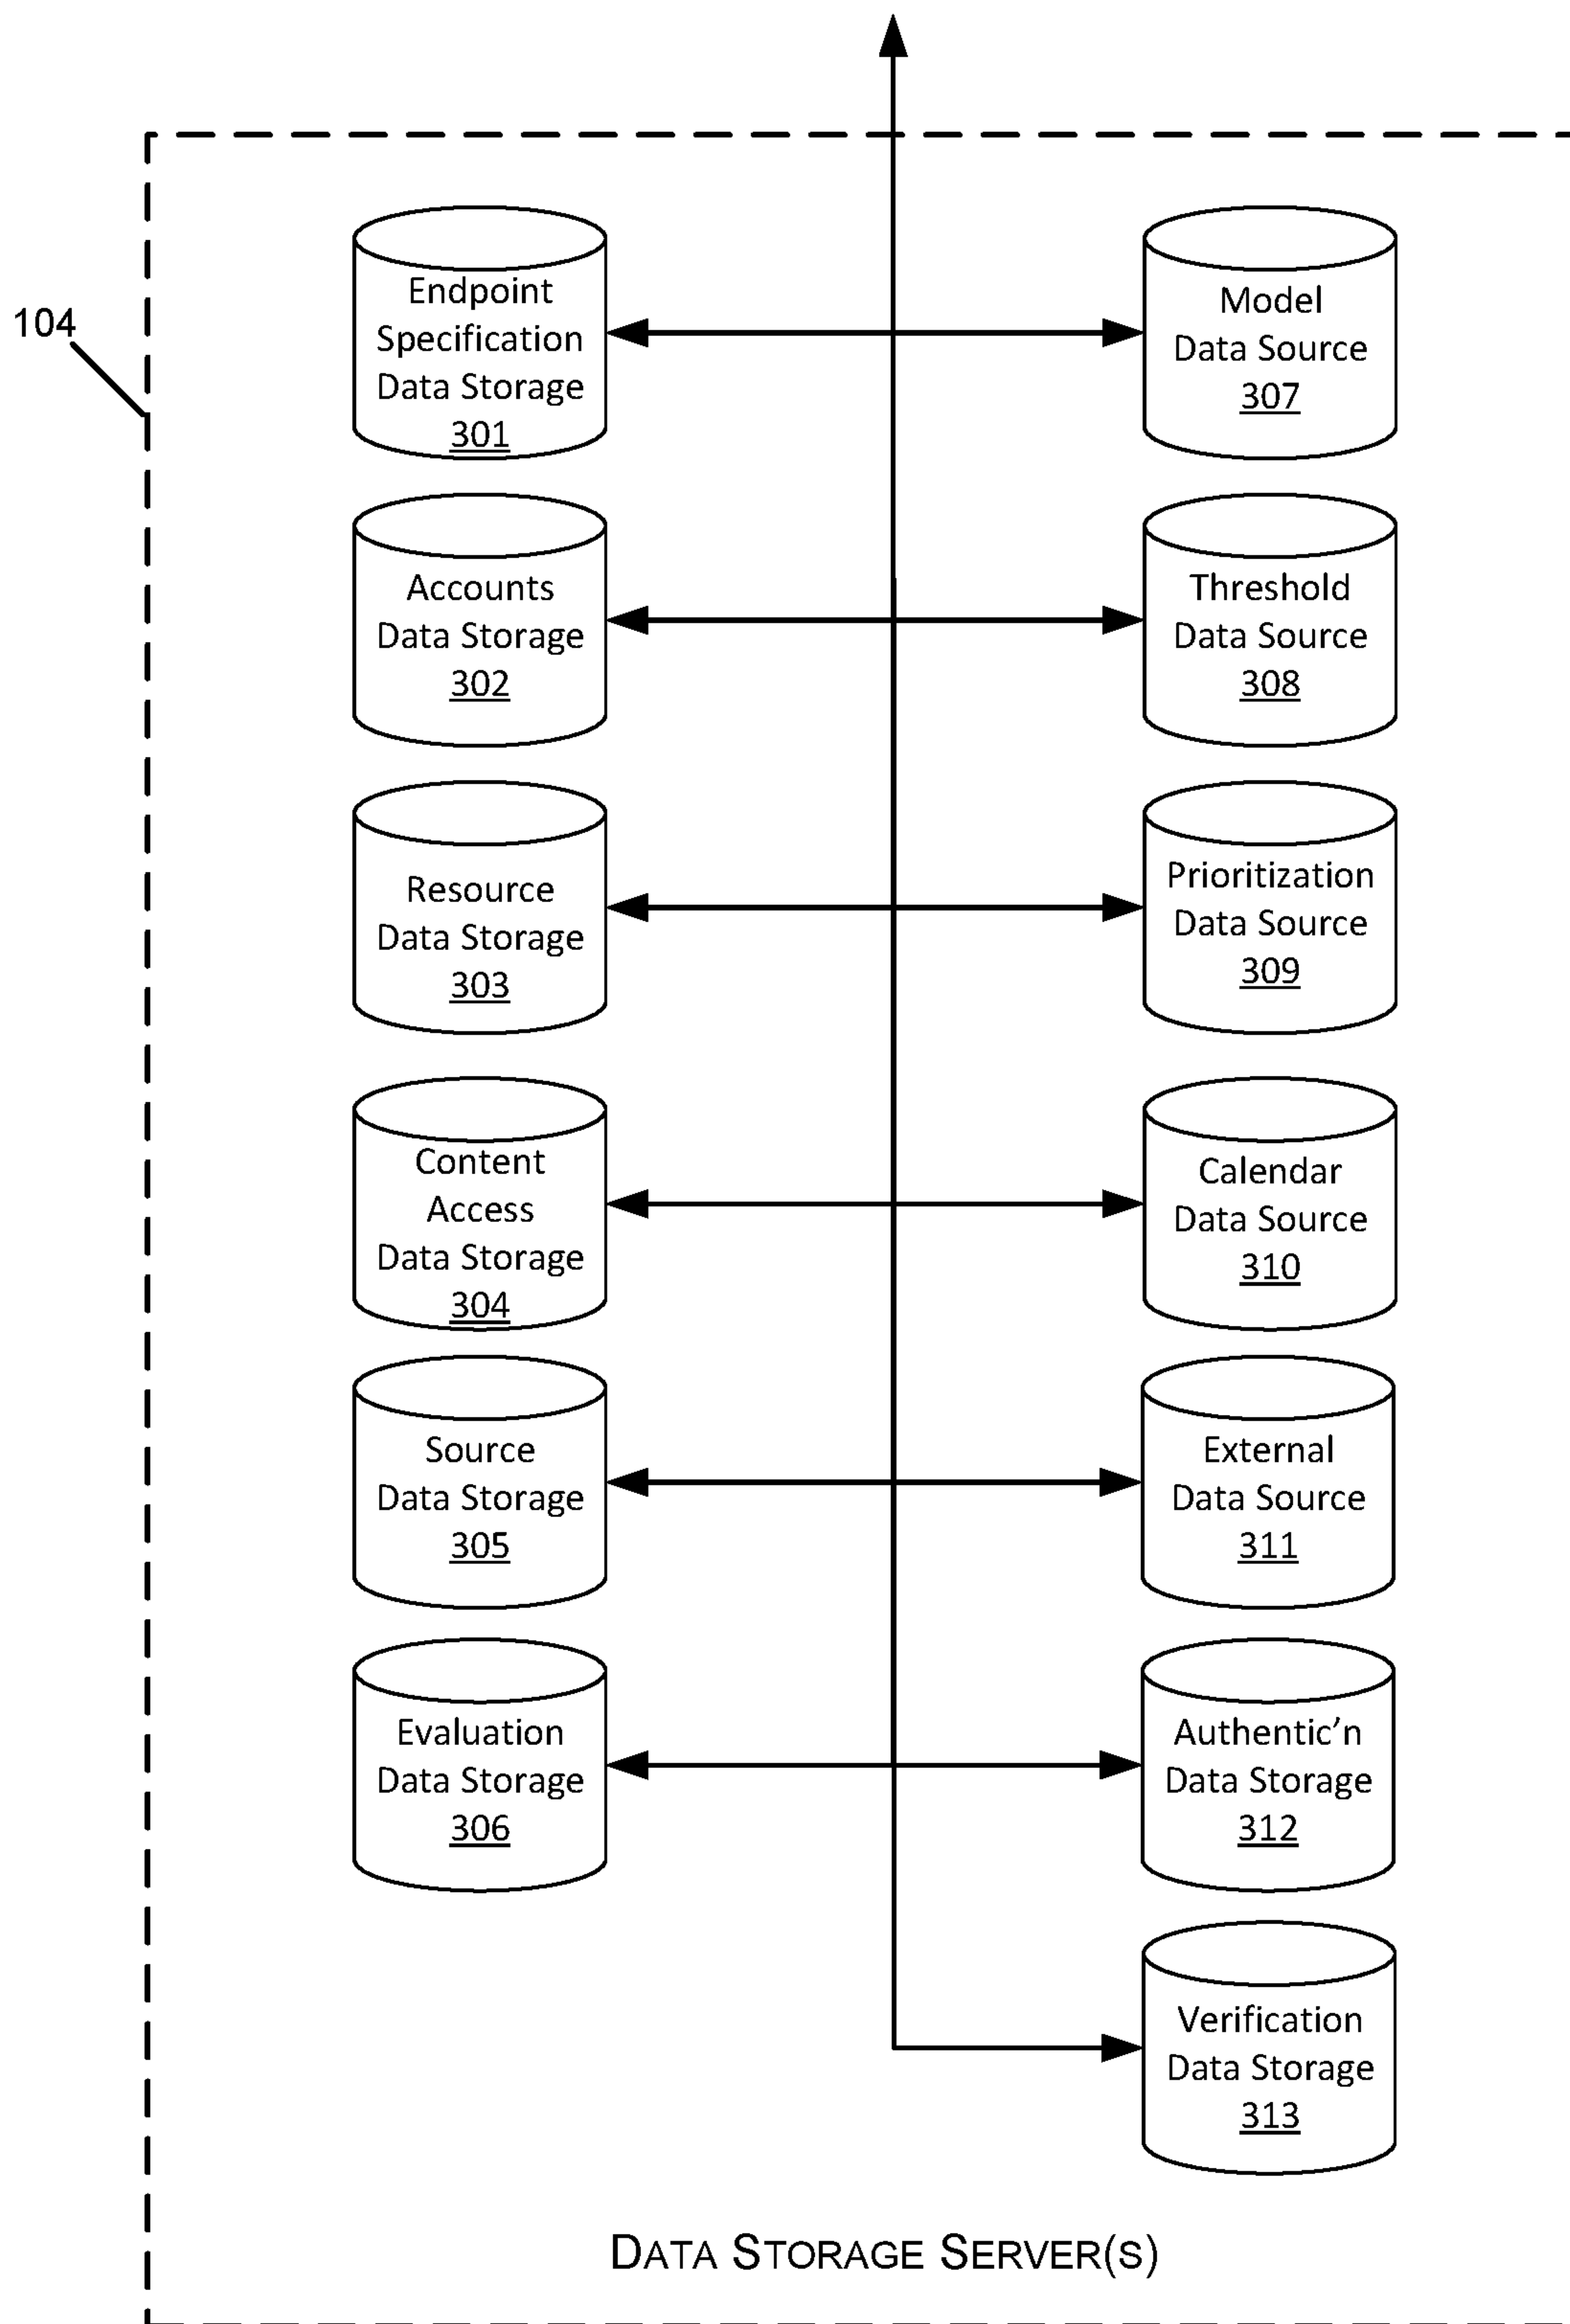 104
Endpoint
Specification
Data Storage
301
Model
Data Source
307
Accounts
Data Storage
302
Threshold
Data Source
308
Resource
Data Storage
303
Prioritization
Data Source
309
Content
Access
Data Storage
304
Calendar
Data Source
310
Source
Data Storage
305
External
Data Source
311
Evaluation
Data Storage
306
Authentic’n
Data Storage
312
Verification
Data Storage
313
DATA STORAGE SERVER(S)